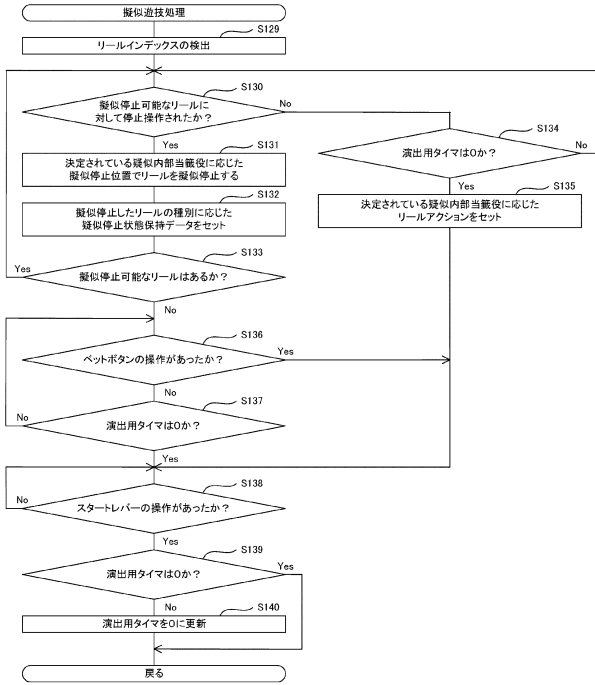 擬似遊技処理
S129
リールインデックスの検出
S130
擬似停止可能なリールに
対して停止操作されたか？
No
Yes
S131
決定されている疑似内部当籤役に応じた
擬似停止位置でリールを擬似停止する
S132
擬似停止したリールの種別に応じた
疑似停止状態保持データをセット
S133
擬似停止可能なリールはあるか？
Yes
No
S134
演出用タイマは0か？
No
Yes
S135
決定されている疑似内部当籤役に応じた
リールアクションをセット
S136
ベットボタンの操作があったか？
Yes
No
S137
演出用タイマは0か？
No
Yes
S138
スタートレバーの操作があったか？
No
Yes
S139
演出用タイマは0か？
Yes
No
S140
演出用タイマを0に更新
戻る